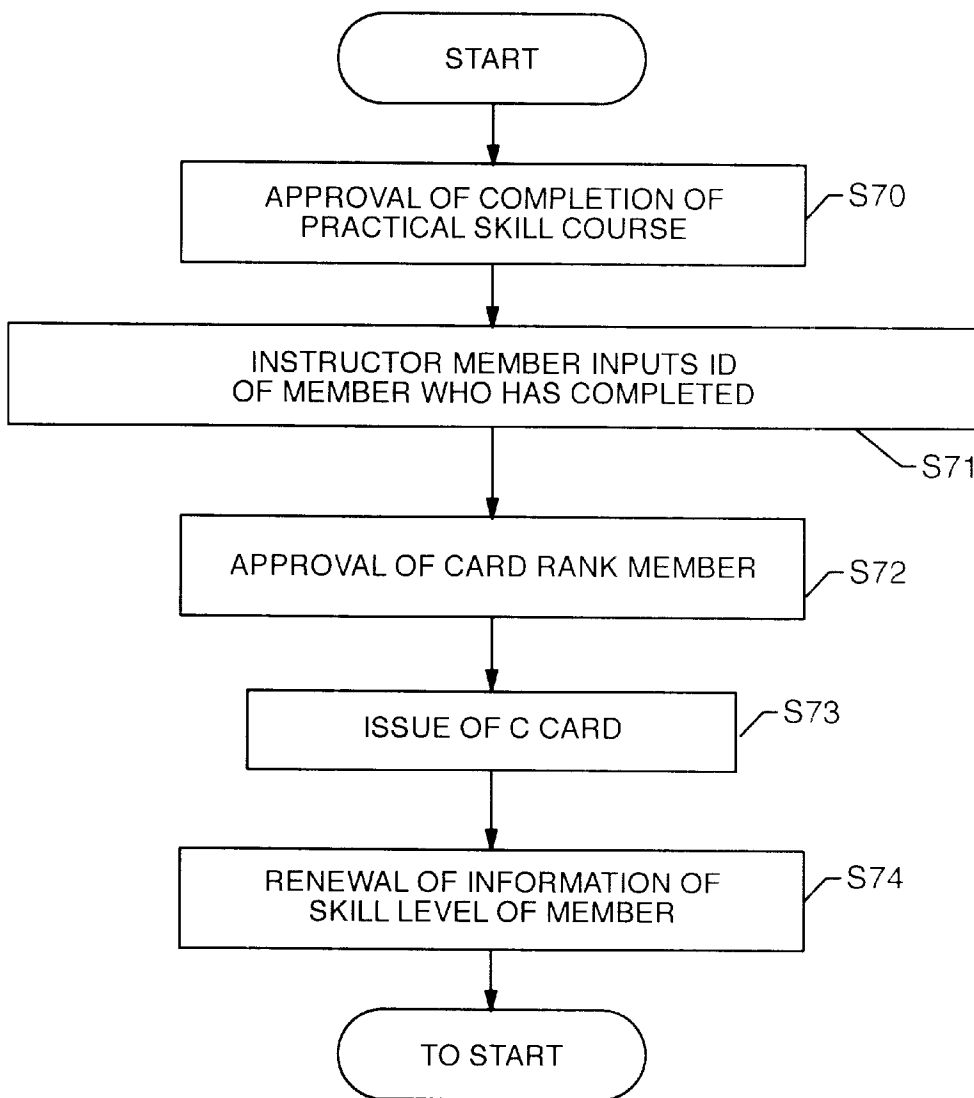 START
APPROVAL OF COMPLETION OF
PRACTICAL SKILL COURSE
S70
INSTRUCTOR MEMBER INPUTS ID
OF MEMBER WHO HAS COMPLETED
S71
APPROVAL OF CARD RANK MEMBER
S72
ISSUE OF C CARD
S73
RENEWAL OF INFORMATION OF
SKILL LEVEL OF MEMBER
S74
TO START